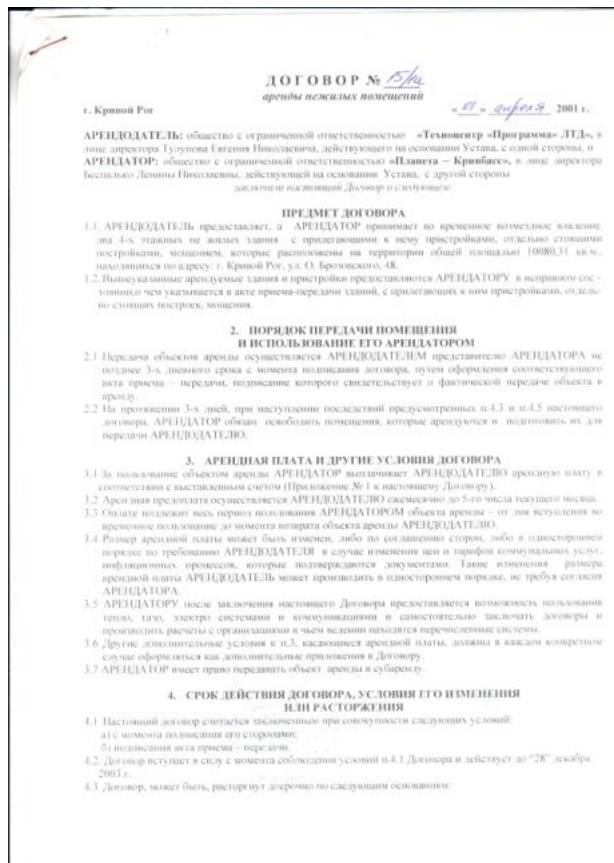 ДОГОВОР № 15/на
аренды нежилых помещений
г. Кривой Рог « 01 » апреля 2001 г.
АРЕНДОДАТЕЛЬ: общество с ограниченной ответственностью «Техноцентр «Программа» ЛТД», в
лице директора Тулупова Евгения Николаевича, действующего на основании Устава, с одной стороны, и
АРЕНДАТОР: общество с ограниченной ответственностью «Планета – Кривбасс», в лице директора
Беспалько Ленины Николаевны, действующей на основании Устава, с другой стороны
заключили настоящий Договор о следующем:
ПРЕДМЕТ ДОГОВОРА
1.1. АРЕНДОДАТЕЛЬ предоставляет, а АРЕНДАТОР принимает во временное возмездное владение
два 4-х этажных не жилых здания с прилегающими к нему пристройками, отдельно стоящими
постройками, мощением, которые расположены на территории общей площадью 10080,31 кв.м.,
находящихся по адресу: г. Кривой Рог, ул. О. Брозовского, 48.
1.2. Вышеуказанные арендуемые здания и пристройки предоставляются АРЕНДАТОРУ в исправном сос-
тоянии,о чем указывается в акте приема-передачи зданий, с прилегающих к ним пристройками, отдель-
но стоящих построек, мощения.
2. ПОРЯДОК ПЕРЕДАЧИ ПОМЕЩЕНИЯ
И ИСПОЛЬЗОВАНИЕ ЕГО АРЕНДАТОРОМ
2.1 Передача объектов аренды осуществляется АРЕНДОДАТЕЛЕМ представителю АРЕНДАТОРА не
позднее 3-х дневного срока с момента подписания договора, путем оформления соответствующего
акта приема – передачи, подписание которого свидетельствует о фактической передаче объекта в
аренду.
2.2 На протяжении 3-х дней, при наступлении последствий предусмотренных п.4.3 и п.4.5 настоящего
договора, АРЕНДАТОР обязан освободить помещения, которые арендуются и подготовить их для
передачи АРЕНДОДАТЕЛЮ.
3. АРЕНДНАЯ ПЛАТА И ДРУГИЕ УСЛОВИЯ ДОГОВОРА
3.1 За пользование объектом аренды АРЕНДАТОР выплачивает АРЕНДОДАТЕЛЮ арендную плату в
соответствии с выставленным счетом (Приложение № 1 к настоящему Договору).
3.2 Арендная предоплата осуществляется АРЕНДОДАТЕЛЮ ежемесячно до 5-го числа текущего месяца.
3.3 Оплате подлежит весь период пользования АРЕНДАТОРОМ объекта аренды – от дня вступления во
временное пользование до момента возврата объекта аренды АРЕНДОДАТЕЛЮ.
3.4 Размер арендной платы может быть изменен, либо по соглашению сторон, либо в одностороннем
порядке по требованию АРЕНДОДАТЕЛЯ в случае изменения цен и тарифов коммунальных услуг,
инфляционных процессов, которые подтверждаются документами. Такие изменения размера
арендной платы АРЕНДОДАТЕЛЬ может производить в одностороннем порядке, не требуя согласия
АРЕНДАТОРА.
3.5 АРЕНДАТОРУ после заключения настоящего Договора предоставляется возможность пользования
тепло, газо, электро системами и коммуникациями и самостоятельно заключать договоры и
производить расчеты с организациями в чьем ведении находятся перечисленные системы.
3.6 Другие дополнительные условия к п.3, касающиеся арендной платы, должны в каждом конкретном
случае оформляться как дополнительные приложения к Договору.
3.7 АРЕНДАТОР имеет право передавать объект аренды в субаренду.
4. СРОК ДЕЙСТВИЯ ДОГОВОРА, УСЛОВИЯ ЕГО ИЗМЕНЕНИЯ
ИЛИ РАСТОРЖЕНИЯ
4.1 Настоящий договор считается заключенным при совокупности следующих условий:
а) с момента подписания его сторонами;
б) подписания акта приема – передачи.
4.2. Договор вступает в силу с момента соблюдения условий п.4.1 Договора и действует до "28" декабря
2003 г.
4.3 Договор, может быть, расторгнут досрочно по следующим основаниям: